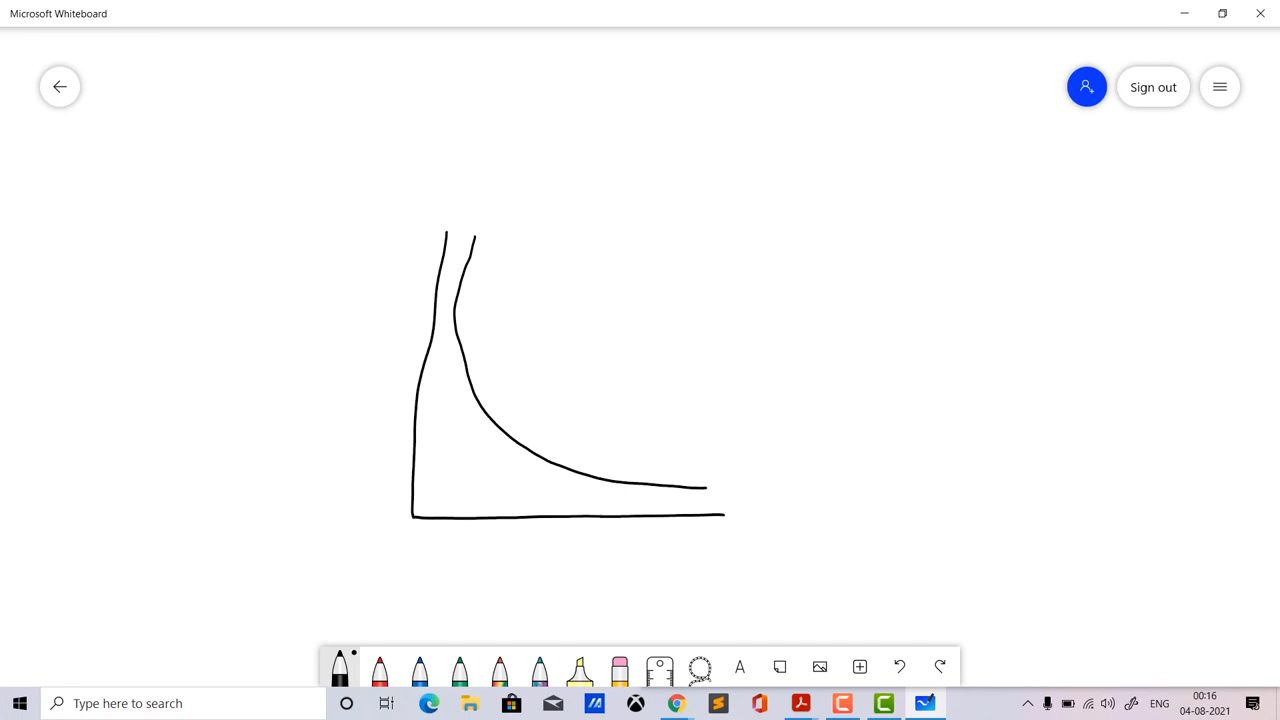 Microsoft Whiteboard
Sign out
A
Type here to search
ENG
00:16
04-08-2021